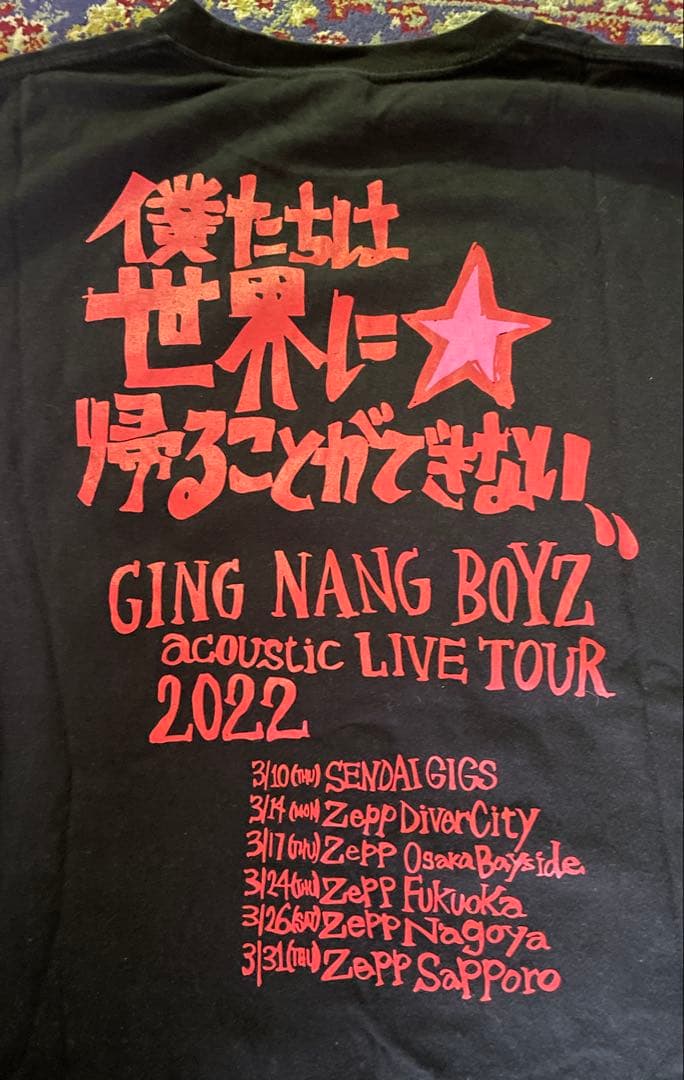 僕たちは
世界に★
帰ることができない〟
GING NANG BOYZ
acoustic LIVE TOUR
2022
3/10(THU) SENDAI GIGS
3/14(MON) Zepp DiverCity
3/17(THU) Zepp Osaka Bayside
3/24(THU) Zepp Fukuoka
3/26(SAT) Zepp Nagoya
3/31(THU) Zepp Sapporo